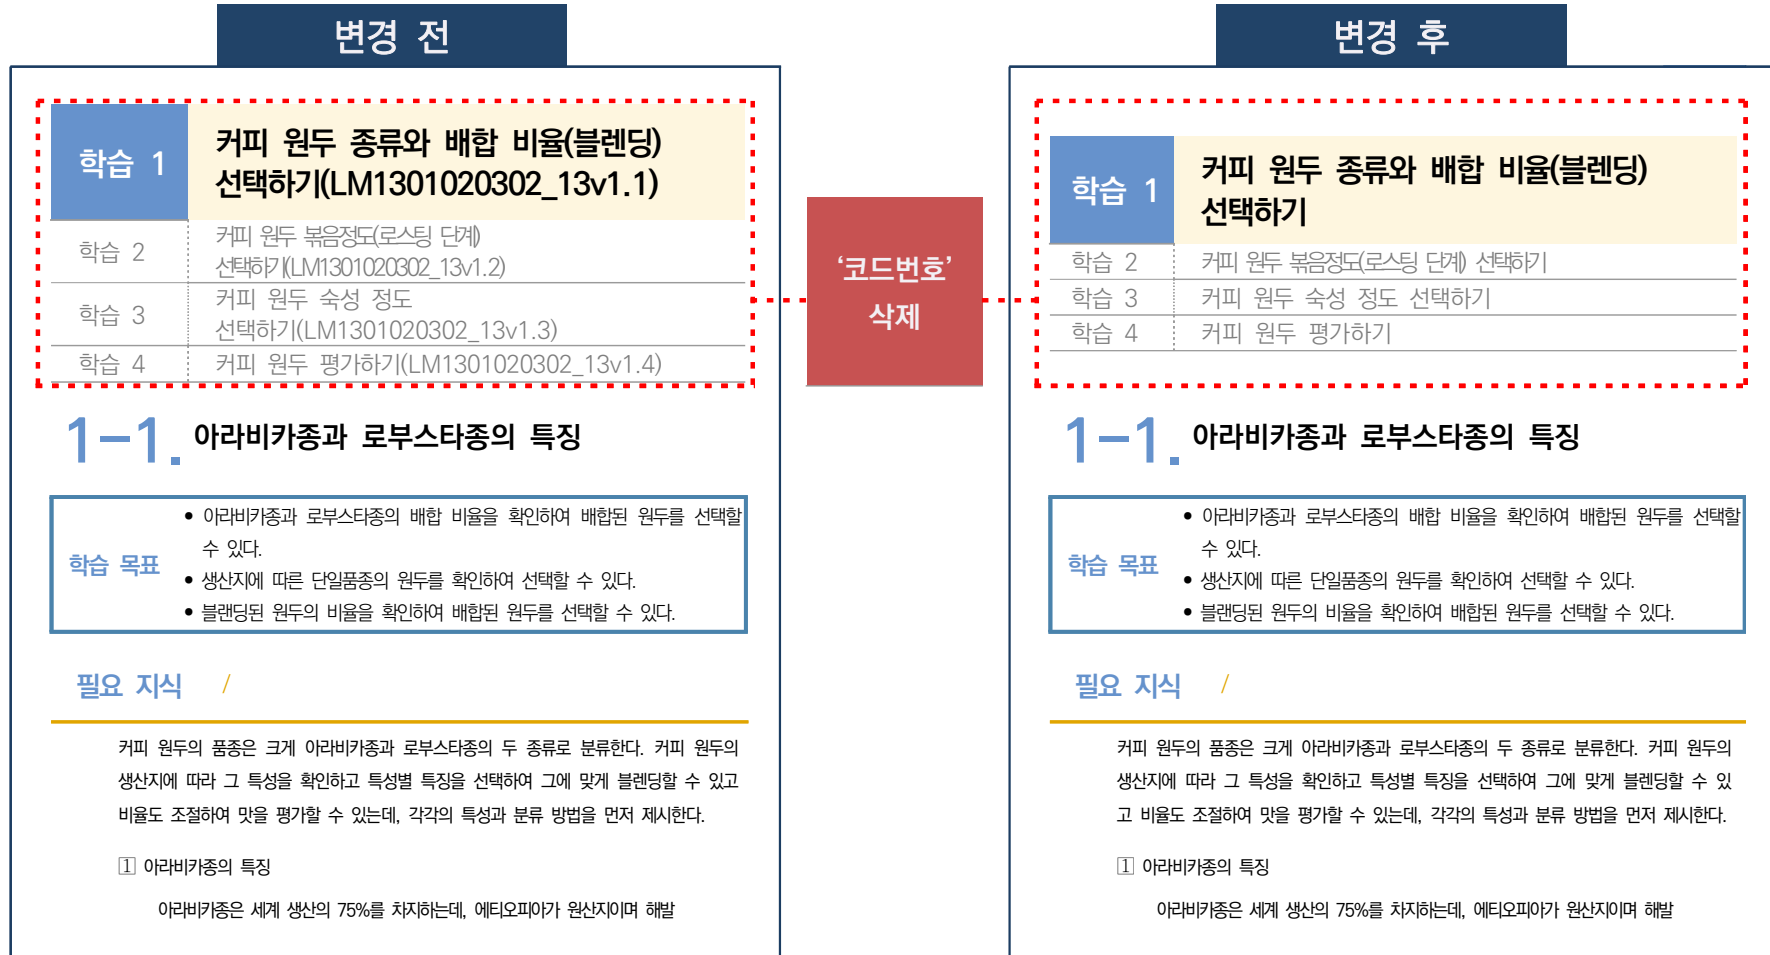 변경 전
학습 1
커피 원두 종류와 배합 비율(블렌딩)
선택하기(LM1301020302_13v1.1)
학습 2
커피 원두 볶음정도(로스팅 단계)
선택하기(LM1301020302_13v1.2)
학습 3
커피 원두 숙성 정도
선택하기(LM1301020302_13v1.3)
학습 4
커피 원두 평가하기(LM1301020302_13v1.4)
1-1. 아라비카종과 로부스타종의 특징
학습 목표
• 아라비카종과 로부스타종의 배합 비율을 확인하여 배합된 원두를 선택할
수 있다.
• 생산지에 따른 단일품종의 원두를 확인하여 선택할 수 있다.
• 블랜딩된 원두의 비율을 확인하여 배합된 원두를 선택할 수 있다.
필요 지식 /
커피 원두의 품종은 크게 아라비카종과 로부스타종의 두 종류로 분류한다. 커피 원두의
생산지에 따라 그 특성을 확인하고 특성별 특징을 선택하여 그에 맞게 블렌딩할 수 있고
비율도 조절하여 맛을 평가할 수 있는데, 각각의 특성과 분류 방법을 먼저 제시한다.
1 아라비카종의 특징
아라비카종은 세계 생산의 75%를 차지하는데, 에티오피아가 원산지이며 해발
‘코드번호’
삭제
변경 후
학습 1
커피 원두 종류와 배합 비율(블렌딩)
선택하기
학습 2
커피 원두 볶음정도(로스팅 단계) 선택하기
학습 3
커피 원두 숙성 정도 선택하기
학습 4
커피 원두 평가하기
1-1. 아라비카종과 로부스타종의 특징
학습 목표
• 아라비카종과 로부스타종의 배합 비율을 확인하여 배합된 원두를 선택할
수 있다.
• 생산지에 따른 단일품종의 원두를 확인하여 선택할 수 있다.
• 블랜딩된 원두의 비율을 확인하여 배합된 원두를 선택할 수 있다.
필요 지식 /
커피 원두의 품종은 크게 아라비카종과 로부스타종의 두 종류로 분류한다. 커피 원두의
생산지에 따라 그 특성을 확인하고 특성별 특징을 선택하여 그에 맞게 블렌딩할 수 있
고 비율도 조절하여 맛을 평가할 수 있는데, 각각의 특성과 분류 방법을 먼저 제시한다.
1 아라비카종의 특징
아라비카종은 세계 생산의 75%를 차지하는데, 에티오피아가 원산지이며 해발